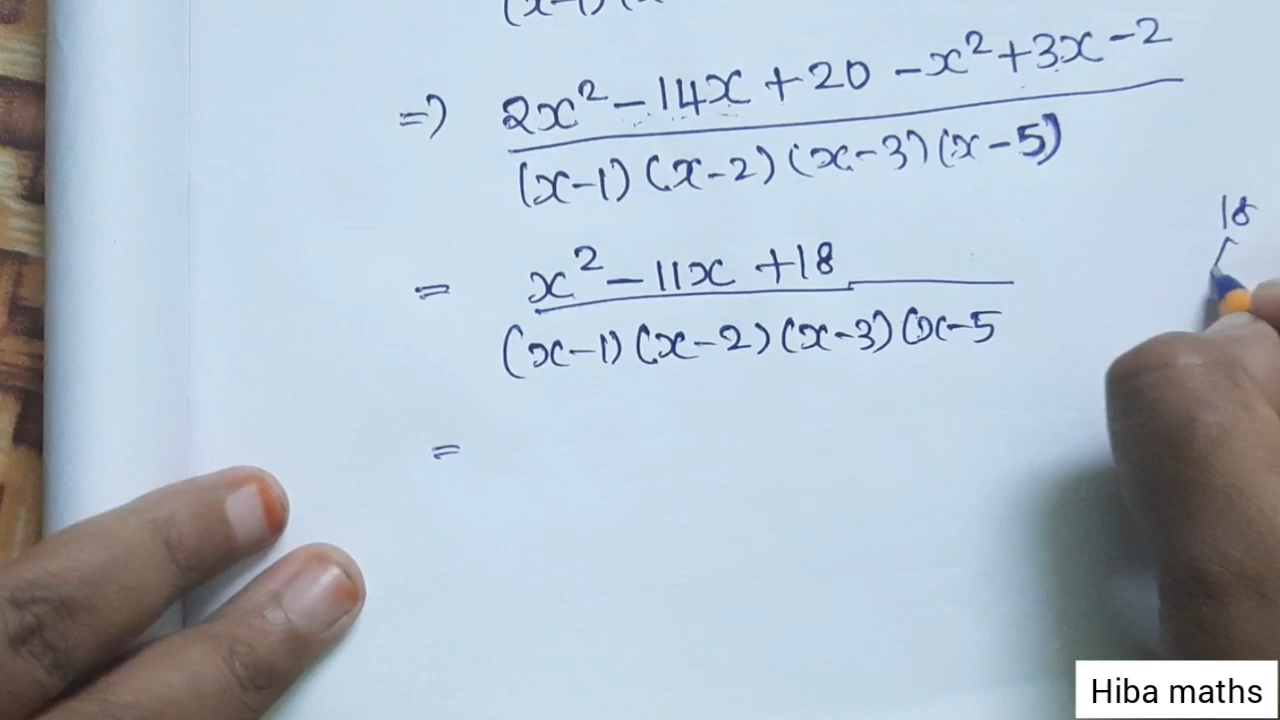 (x-1)(x
=) 2x² - 14x + 20 - x² + 3x - 2
(x-1)(x-2)(x-3)(x-5)
18
= x² - 11x + 18
(x-1)(x-2)(x-3)(x-5
=
Hiba maths